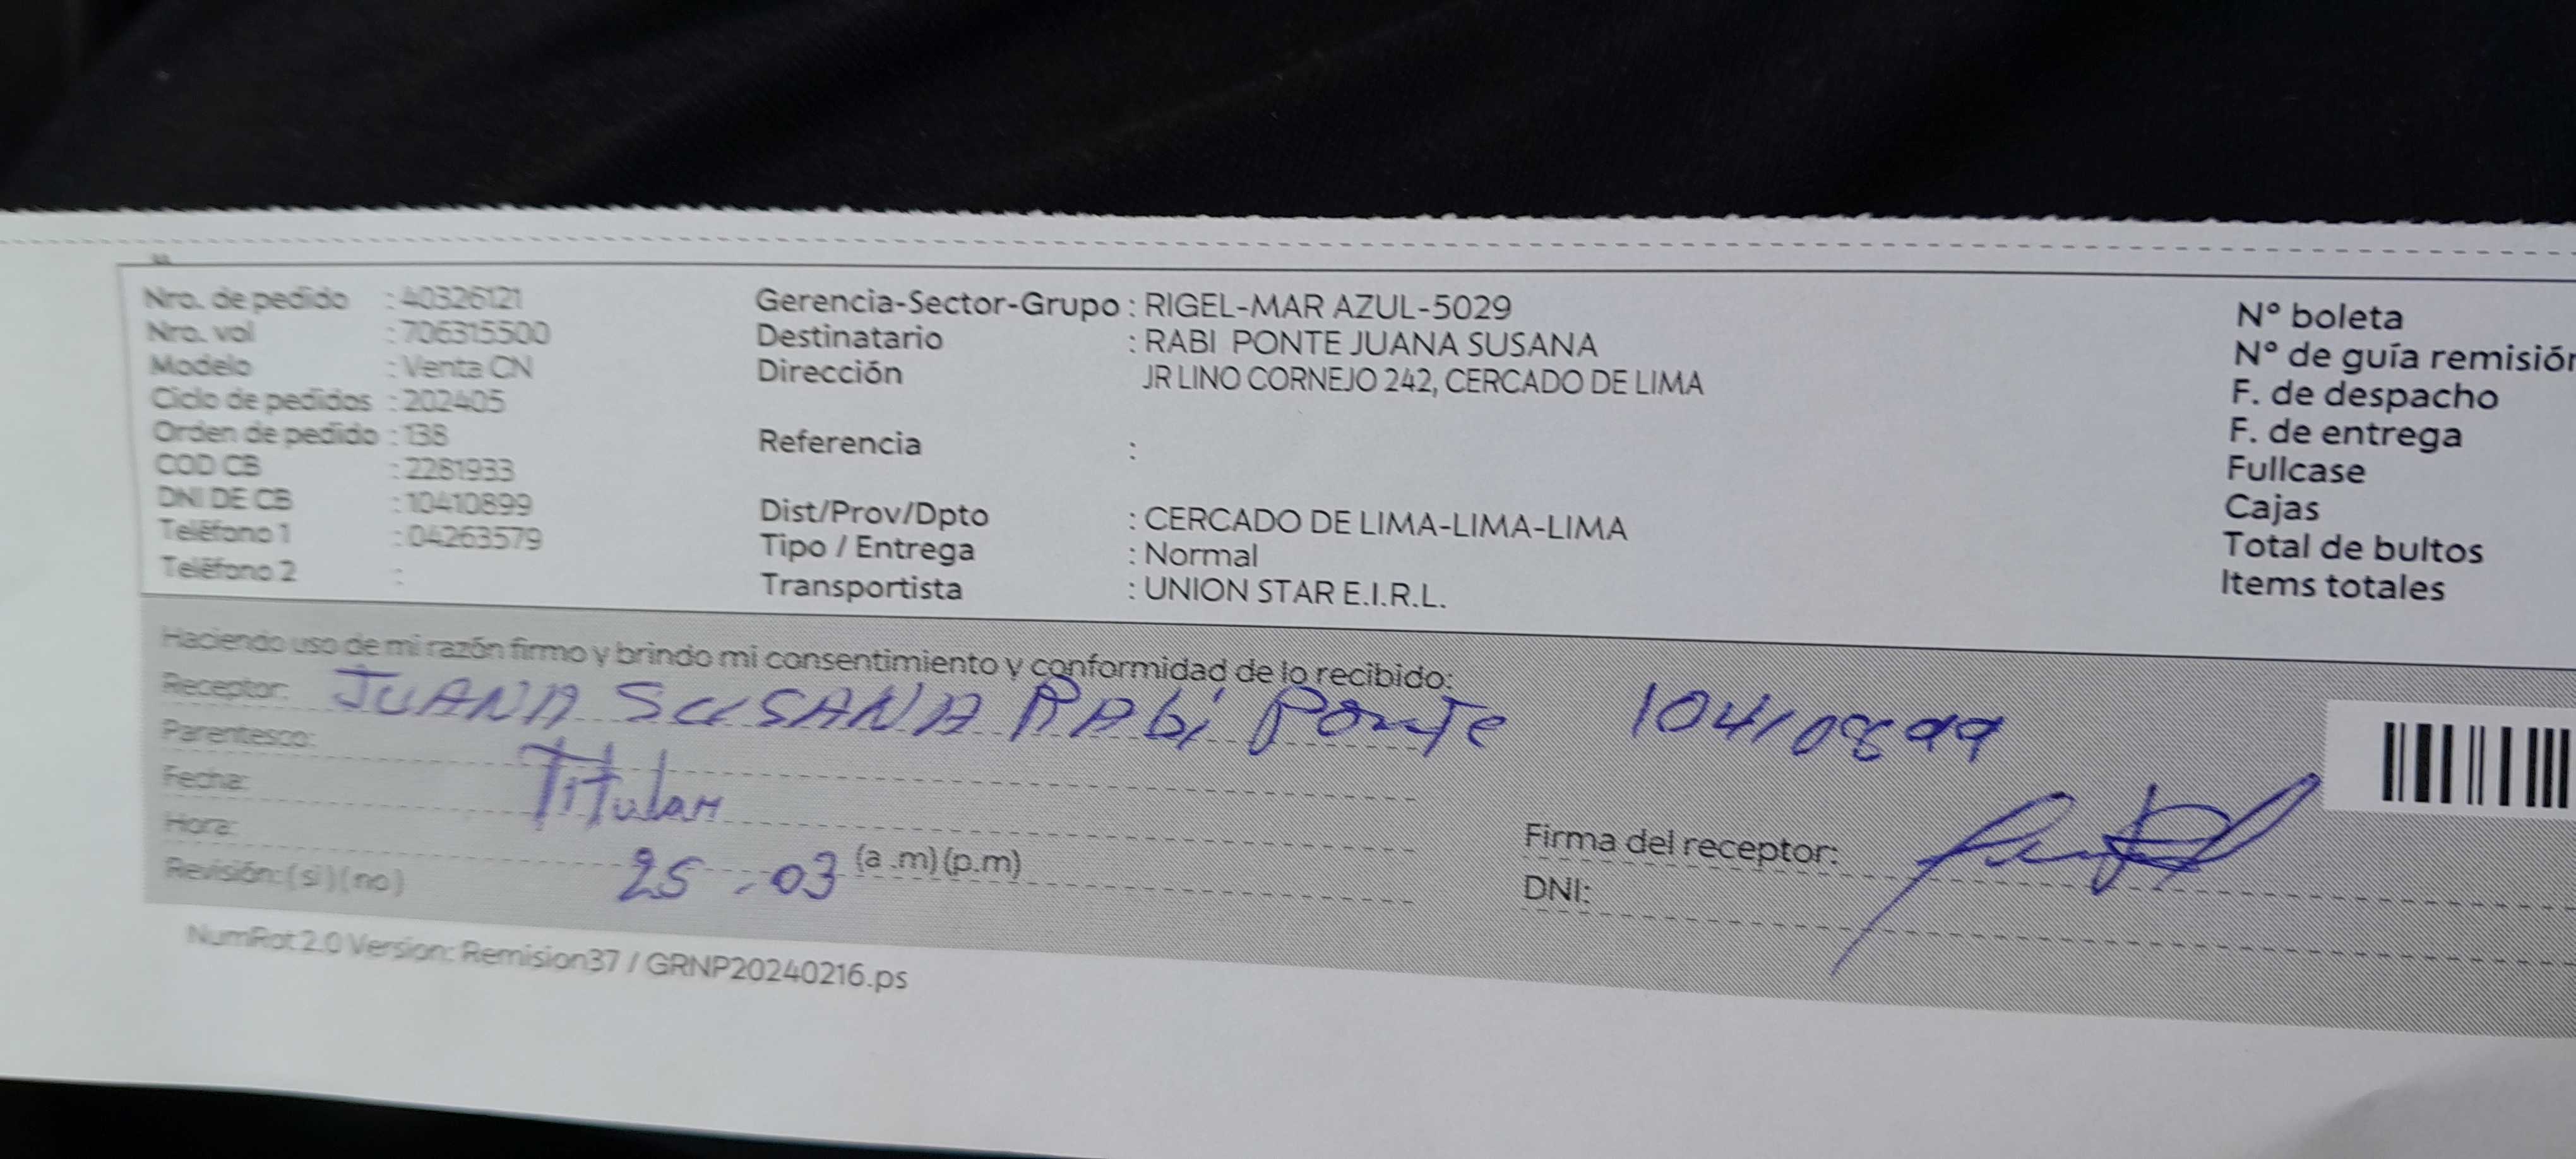 Nro. de pedido : 40326121
Nro. vol : 706315500
Modelo : Venta CN
Ciclo de pedidos : 202405
Orden de pedido : 138
COD CB : 2281933
DNI DE CB : 10410899
Teléfono 1 : 04263579
Teléfono 2 :
Gerencia-Sector-Grupo : RIGEL-MAR AZUL-5029
Destinatario : RABI PONTE JUANA SUSANA
Dirección JR LINO CORNEJO 242, CERCADO DE LIMA
Referencia :
Dist/Prov/Dpto : CERCADO DE LIMA-LIMA-LIMA
Tipo / Entrega : Normal
Transportista : UNION STAR E.I.R.L.
N° boleta
N° de guía remisión
F. de despacho
F. de entrega
Fullcase
Cajas
Total de bultos
Items totales
Haciendo uso de mi razón firmo y brindo mi consentimiento y conformidad de lo recibido:
Receptor: JUANA SUSANA RAbi Ponte 10410899
Parentesco: Titular
Fecha:
Hora: 25 . 03 (a .m) (p.m)
Revisión: (si) (no)
Firma del receptor:
DNI:
NumRot 2.0 Version: Remision37 / GRNP20240216.ps